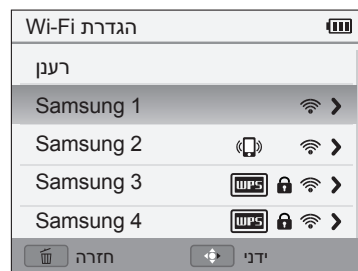 הגדרת Wi-Fi
רענן
Samsung 1
Samsung 2
Samsung 3 WPS
Samsung 4 WPS
חזרה ידני